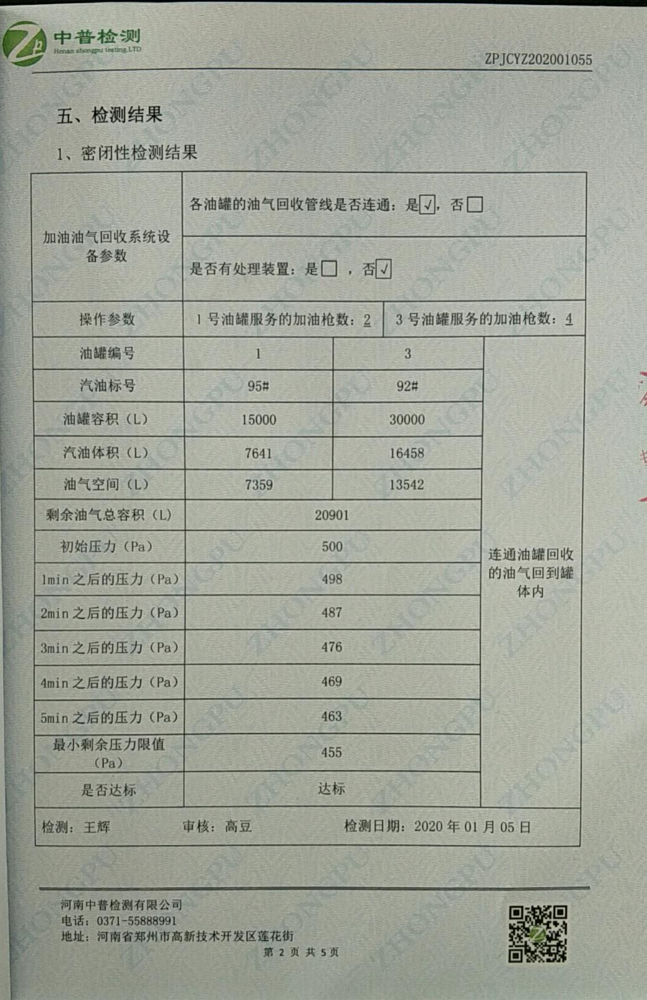 中普检测
Henan zhongpu testing.LTD
ZPJCYZ202001055
五、检测结果
1、密闭性检测结果
加油油气回收系统设
备参数
各油罐的油气回收管线是否连通：是☑，否☐
是否有处理装置：是☐ ，否☑
操作参数 1 号油罐服务的加油枪数：2 3 号油罐服务的加油枪数：4
油罐编号 1 3
汽油标号 95# 92#
油罐容积（L） 15000 30000
汽油体积（L） 7641 16458
油气空间（L） 7359 13542
剩余油气总容积（L） 20901
初始压力（Pa） 500
1min 之后的压力（Pa） 498
2min 之后的压力（Pa） 487
3min 之后的压力（Pa） 476
4min 之后的压力（Pa） 469
5min 之后的压力（Pa） 463
最小剩余压力限值
（Pa） 455
是否达标 达标
连通油罐回收
的油气回到罐
体内
检测：王辉 审核：高豆 检测日期：2020 年 01 月 05 日
河南中普检测有限公司
电话：0371-55888991
地址：河南省郑州市高新技术开发区莲花街
第 2 页 共 5 页
ZHONGPU